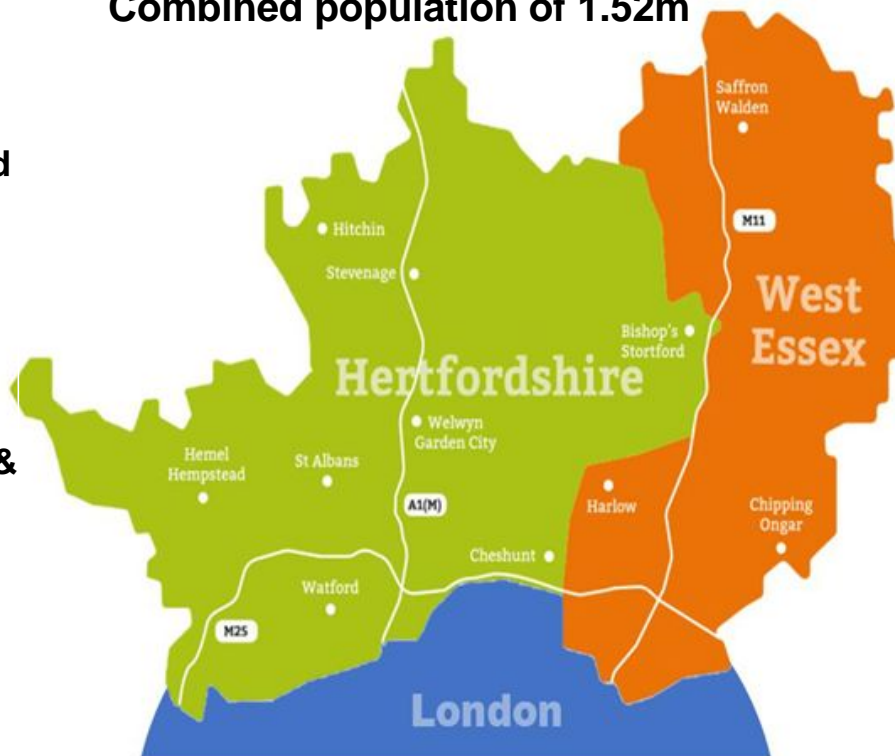 Combined population of 1.52m
Saffron
Walden
d
M11
Hitchin
Stevenage
West
Essex
Bishop's
Stortford
Hertfordshire
Welwyn
Garden City
&
Hemel
Hempstead
St Albans
A1(M)
Harlow
Chipping
Ongar
Cheshunt
Watford
M25
London